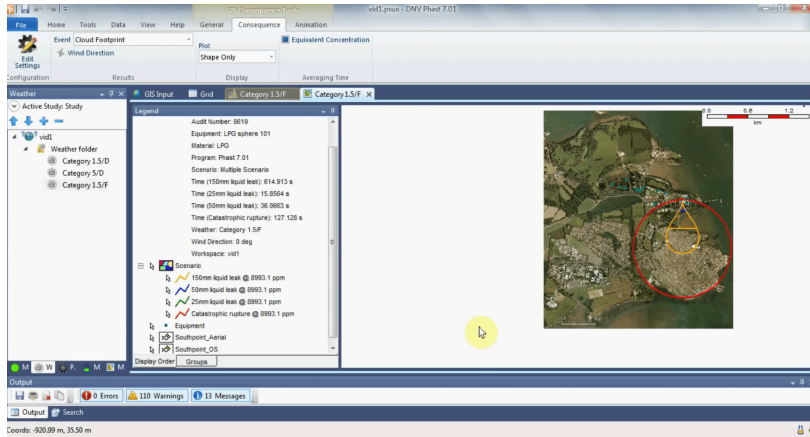 GIS Consequence Tools
vid1.psux - DNV Phast 7.01
File Home Tools Data View Help General Consequence Animation
Event Cloud Footprint
Wind Direction
Edit Settings
Plot
Shape Only
Equivalent Concentration
Configuration Results Display Averaging Time
Weather
GIS Input Grid Category 1.5/F Category 1.5/F
Active Study: Study
vid1
Weather folder
Category 1.5/D
Category 5/D
Category 1.5/F
Legend
Audit Number: 8619
Equipment: LPG sphere 101
Material: LPG
Program: Phast 7.01
Scenario: Multiple Scenario
Time (150mm liquid leak): 614.913 s
Time (25mm liquid leak): 15.8564 s
Time (50mm liquid leak): 36.0663 s
Time (Catastrophic rupture): 127.128 s
Weather: Category 1.5/F
Wind Direction: 0 deg
Workspace: vid1
Scenario
150mm liquid leak @ 8993.1 ppm
50mm liquid leak @ 8993.1 ppm
25mm liquid leak @ 8993.1 ppm
Catastrophic rupture @ 8993.1 ppm
Equipment
Southpoint_Aerial
Southpoint_OS
Display Order Groups
0.0 0.6 1.2
km
M W P. M M
Output
0 Errors 110 Warnings 13 Messages
Output Search
Coords: -920.99 m, 35.50 m